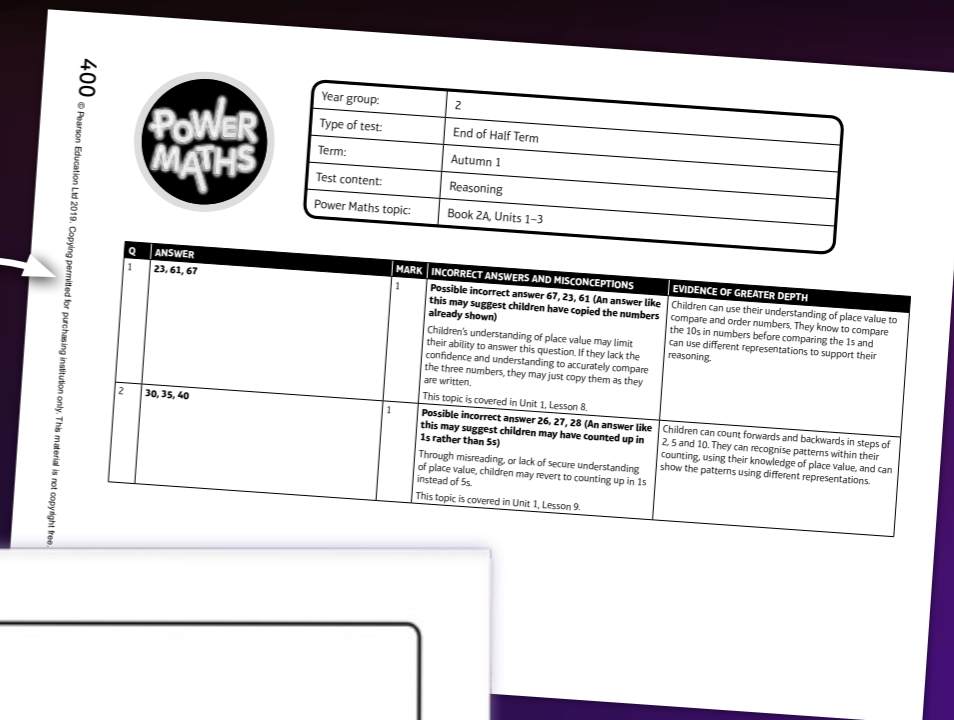 400 © Pearson Education Ltd 2019. Copying permitted for purchasing institution only. This material is not copyright free.
POWER
MATHS
Year group: 2
Type of test: End of Half Term
Term: Autumn 1
Test content: Reasoning
Power Maths topic: Book 2A, Units 1–3
Q ANSWER MARK INCORRECT ANSWERS AND MISCONCEPTIONS EVIDENCE OF GREATER DEPTH
1 23, 61, 67 1
Possible incorrect answer 67, 23, 61 (An answer like
this may suggest children have copied the numbers
already shown)
Children's understanding of place value may limit
their ability to answer this question. If they lack the
confidence and understanding to accurately compare
the three numbers, they may just copy them as they
are written.
This topic is covered in Unit 1, Lesson 8.
Children can use their understanding of place value to
compare and order numbers. They know to compare
the 10s in numbers before comparing the 1s and
can use different representations to support their
reasoning.
2 30, 35, 40 1
Possible incorrect answer 26, 27, 28 (An answer like
this may suggest children may have counted up in
1s rather than 5s)
Through misreading, or lack of secure understanding
of place value, children may revert to counting up in 1s
instead of 5s.
This topic is covered in Unit 1, Lesson 9.
Children can count forwards and backwards in steps of
2, 5 and 10. They can recognise patterns within their
counting, using their knowledge of place value, and can
show the patterns using different representations.